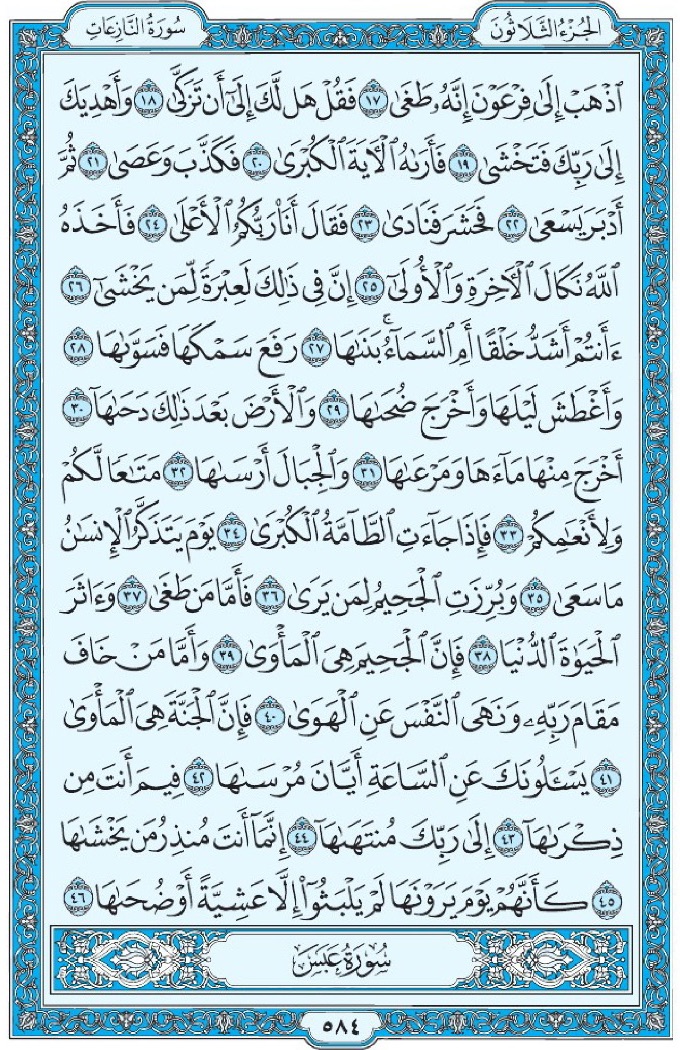 الجُزْءُ الثَّلَاثُونَ
سُورَةُ النَّازِعَاتِ
ٱذْهَبْ إِلَىٰ فِرْعَوْنَ إِنَّهُۥ طَغَىٰ ١٧ فَقُلْ هَل لَّكَ إِلَىٰٓ أَن تَزَكَّىٰ ١٨ وَأَهْدِيَكَ
إِلَىٰ رَبِّكَ فَتَخْشَىٰ ١٩ فَأَرَىٰهُ ٱلْـَٔايَةَ ٱلْكُبْرَىٰ ٢٠ فَكَذَّبَ وَعَصَىٰ ٢١ ثُمَّ
أَدْبَرَ يَسْعَىٰ ٢٢ فَحَشَرَ فَنَادَىٰ ٢٣ فَقَالَ أَنَا۠ رَبُّكُمُ ٱلْأَعْلَىٰ ٢٤ فَأَخَذَهُ
ٱللَّهُ نَكَالَ ٱلْـَٔاخِرَةِ وَٱلْأُولَىٰٓ ٢٥ إِنَّ فِي ذَٰلِكَ لَعِبْرَةً لِّمَن يَخْشَىٰٓ ٢٦
ءَأَنتُمْ أَشَدُّ خَلْقًا أَمِ ٱلسَّمَآءُ ۚ بَنَىٰهَا ٢٧ رَفَعَ سَمْكَهَا فَسَوَّىٰهَا ٢٨
وَأَغْطَشَ لَيْلَهَا وَأَخْرَجَ ضُحَىٰهَا ٢٩ وَٱلْأَرْضَ بَعْدَ ذَٰلِكَ دَحَىٰهَآ ٣٠
أَخْرَجَ مِنْهَا مَآءَهَا وَمَرْعَىٰهَا ٣١ وَٱلْجِبَالَ أَرْسَىٰهَا ٣٢ مَتَٰعًا لَّكُمْ
وَلِأَنْعَٰمِكُمْ ٣٣ فَإِذَا جَآءَتِ ٱلطَّآمَّةُ ٱلْكُبْرَىٰ ٣٤ يَوْمَ يَتَذَكَّرُ ٱلْإِنسَٰنُ
مَا سَعَىٰ ٣٥ وَبُرِّزَتِ ٱلْجَحِيمُ لِمَن يَرَىٰ ٣٦ فَأَمَّا مَن طَغَىٰ ٣٧ وَءَاثَرَ
ٱلْحَيَوٰةَ ٱلدُّنْيَا ٣٨ فَإِنَّ ٱلْجَحِيمَ هِيَ ٱلْمَأْوَىٰ ٣٩ وَأَمَّا مَنْ خَافَ
مَقَامَ رَبِّهِۦ وَنَهَى ٱلنَّفْسَ عَنِ ٱلْهَوَىٰ ٤٠ فَإِنَّ ٱلْجَنَّةَ هِيَ ٱلْمَأْوَىٰ
٤١ يَسْـَٔلُونَكَ عَنِ ٱلسَّاعَةِ أَيَّانَ مُرْسَىٰهَا ٤٢ فِيمَ أَنتَ مِن
ذِكْرَىٰهَآ ٤٣ إِلَىٰ رَبِّكَ مُنتَهَىٰهَآ ٤٤ إِنَّمَآ أَنتَ مُنذِرُ مَن يَخْشَىٰهَا
٤٥ كَأَنَّهُمْ يَوْمَ يَرَوْنَهَا لَمْ يَلْبَثُوٓا۟ إِلَّا عَشِيَّةً أَوْ ضُحَىٰهَا ٤٦
سُورَةُ عَبَسَ
٥٨٤